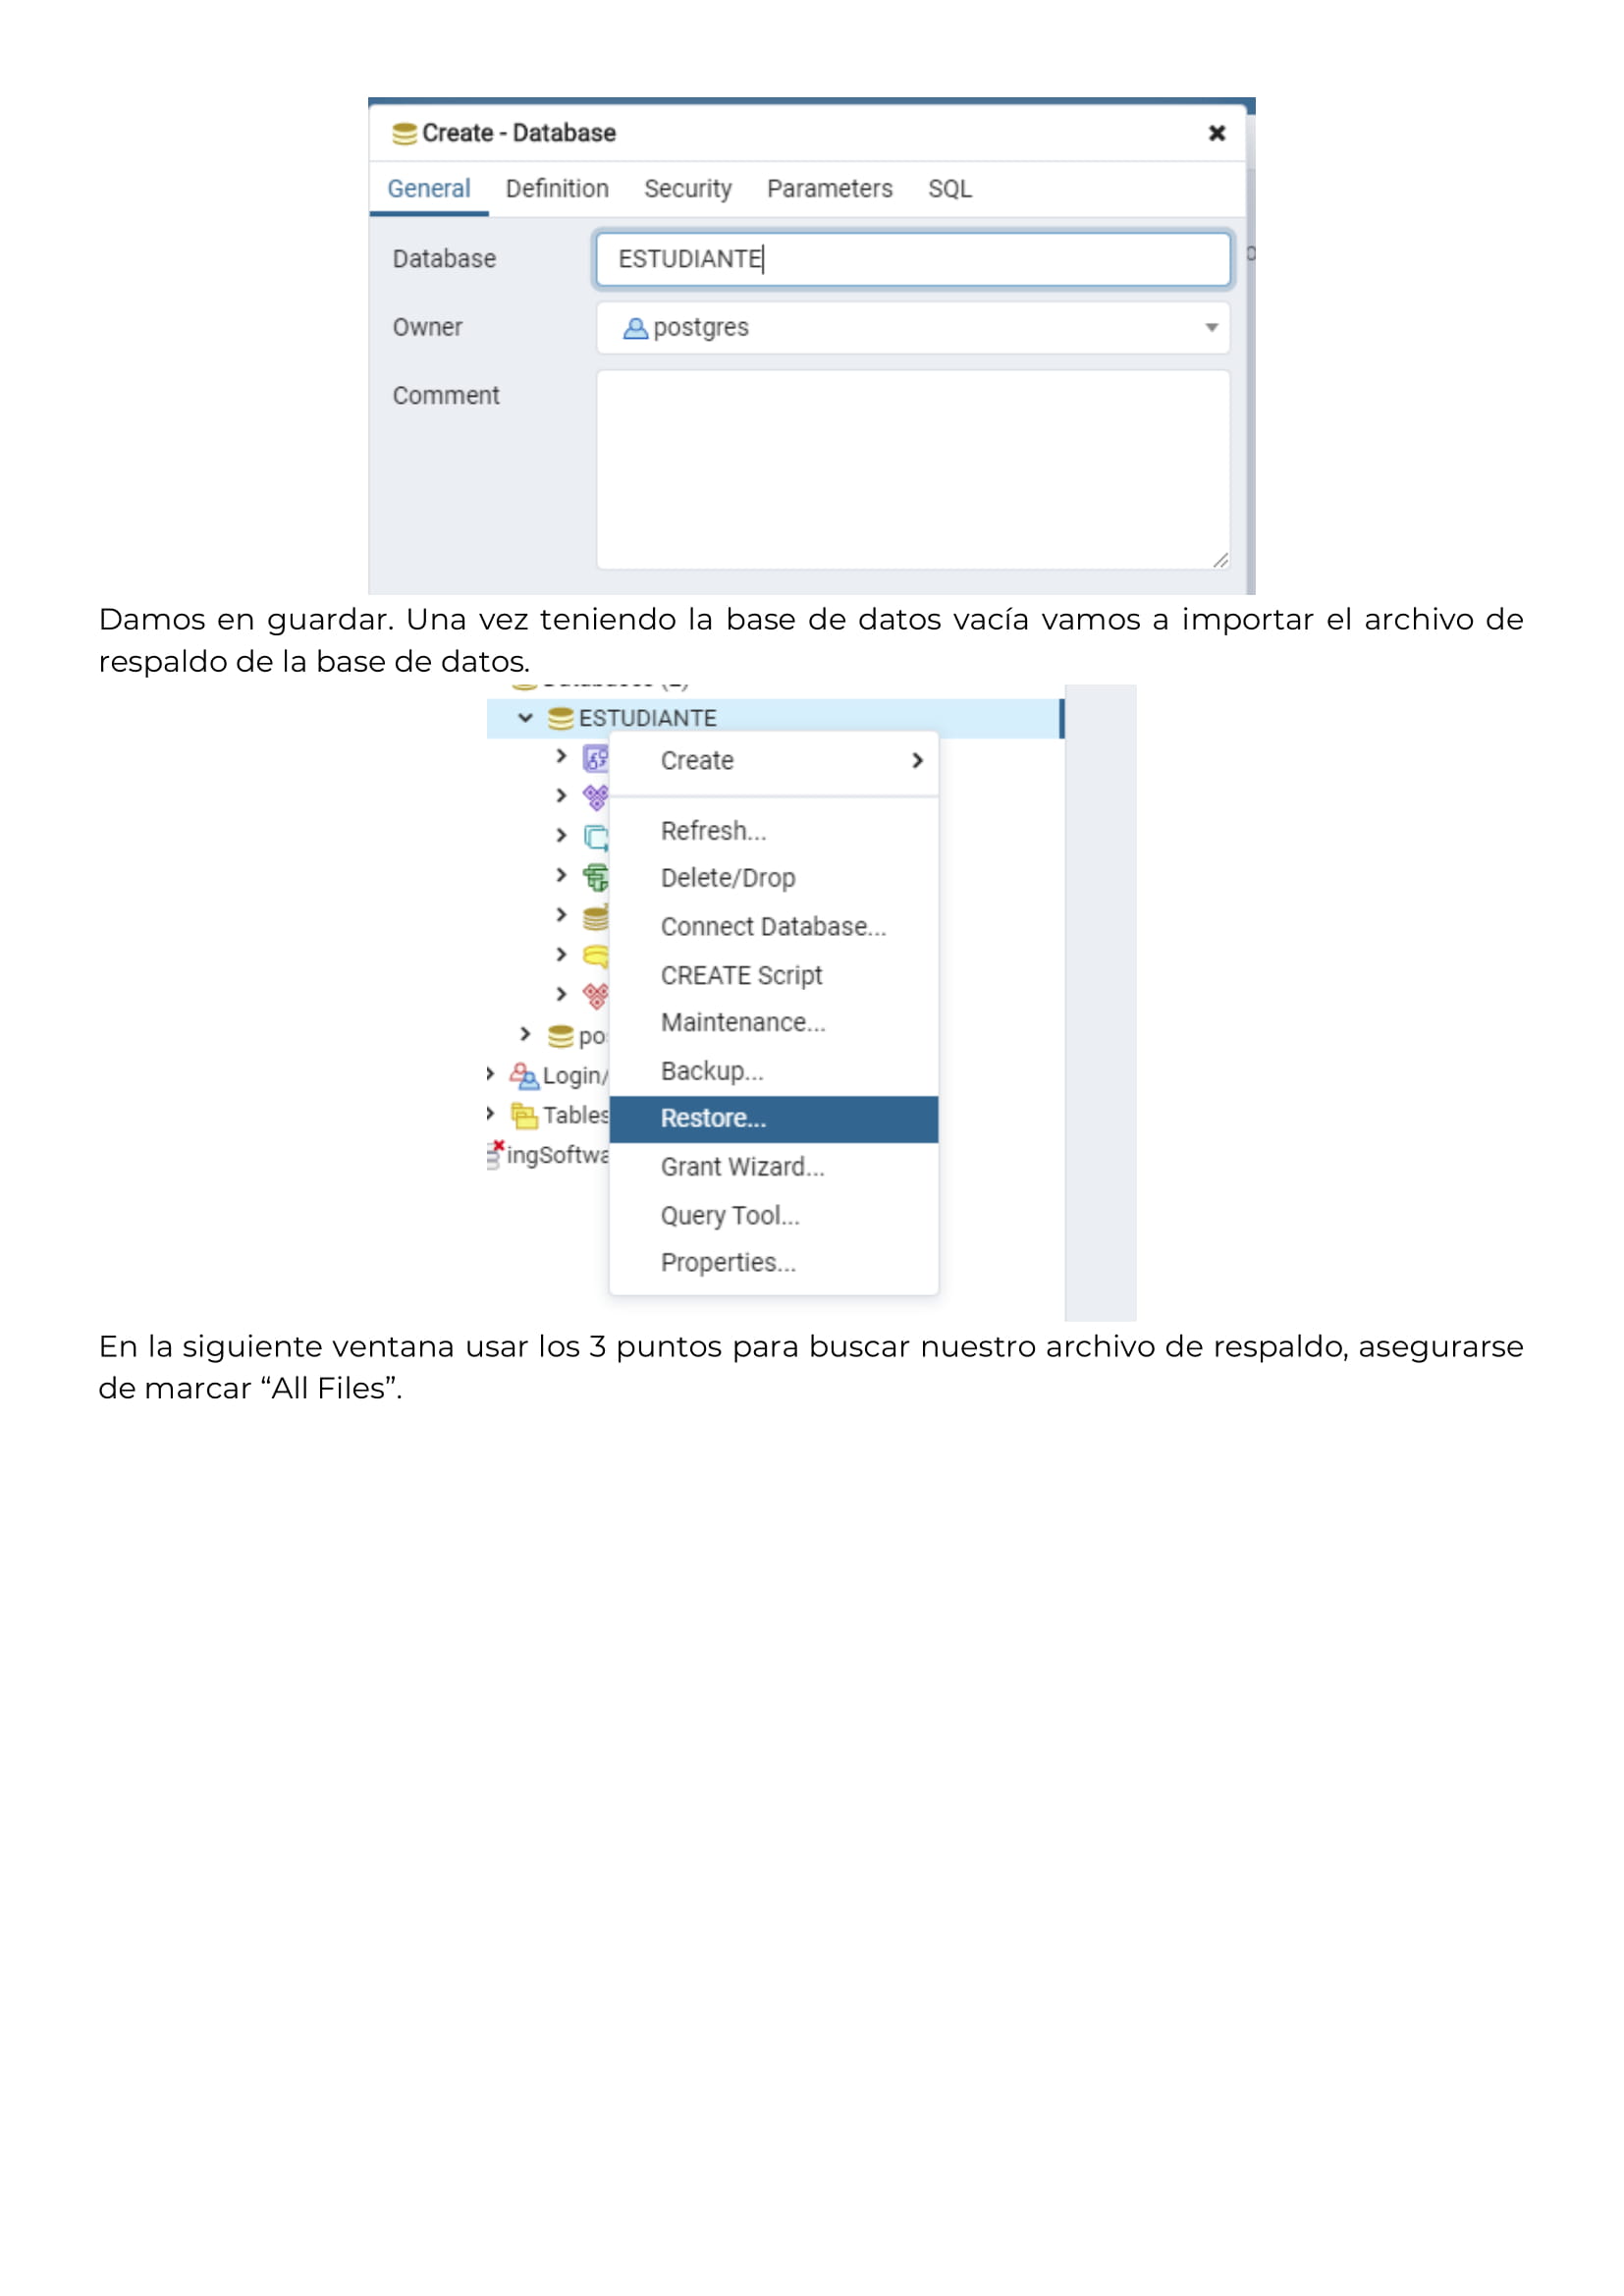 Create - Database
General Definition Security Parameters SQL
Database ESTUDIANTE
Owner postgres
Comment
Damos en guardar. Una vez teniendo la base de datos vacía vamos a importar el archivo de
respaldo de la base de datos.
ESTUDIANTE
Create
Refresh...
Delete/Drop
Connect Database...
CREATE Script
Maintenance...
po
Backup...
Login/
Restore...
Tables
ingSoftwa
Grant Wizard...
Query Tool...
Properties...
En la siguiente ventana usar los 3 puntos para buscar nuestro archivo de respaldo, asegurarse
de marcar “All Files”.